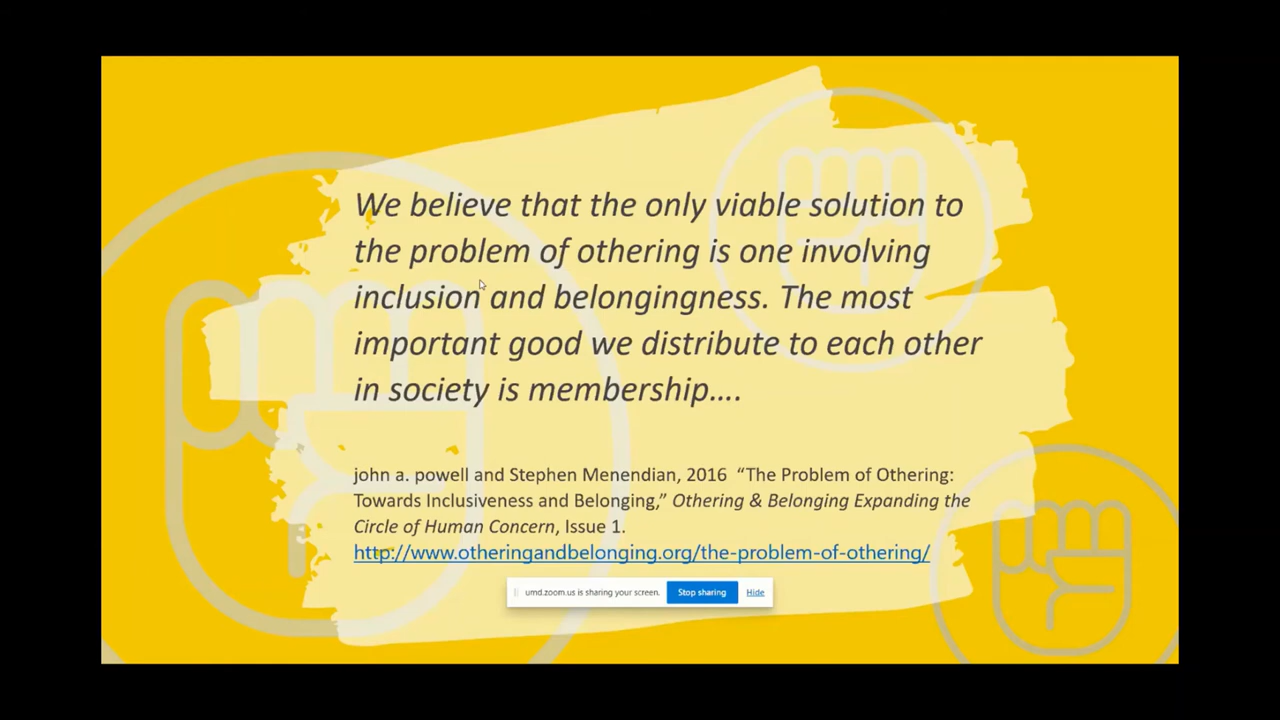 We believe that the only viable solution to
the problem of othering is one involving
inclusion and belongingness. The most
important good we distribute to each other
in society is membership….
john a. powell and Stephen Menendian, 2016  “The Problem of Othering:
Towards Inclusiveness and Belonging,” Othering & Belonging Expanding the
Circle of Human Concern, Issue 1.
http://www.otheringandbelonging.org/the-problem-of-othering/
umd.zoom.us is sharing your screen. Stop sharing Hide